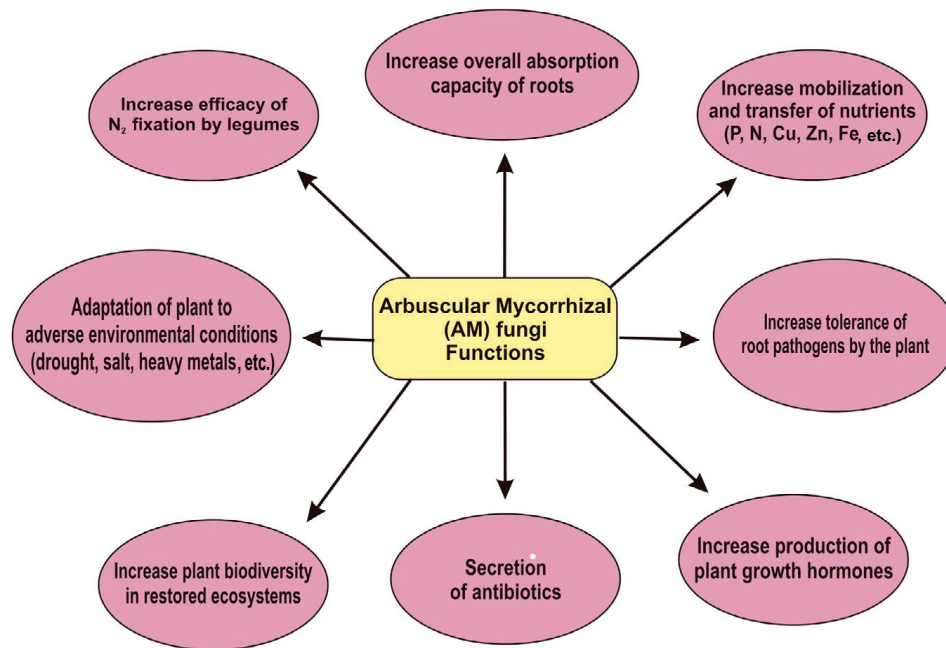 Increase overall absorption
capacity of roots
Increase efficacy of
N₂ fixation by legumes
Increase mobilization
and transfer of nutrients
(P, N, Cu, Zn, Fe, etc.)
Adaptation of plant to
adverse environmental conditions
(drought, salt, heavy metals, etc.)
Arbuscular Mycorrhizal
(AM) fungi
Functions
Increase tolerance of
root pathogens by the plant
Increase plant biodiversity
in restored ecosystems
Secretion
of antibiotics
Increase production of
plant growth hormones